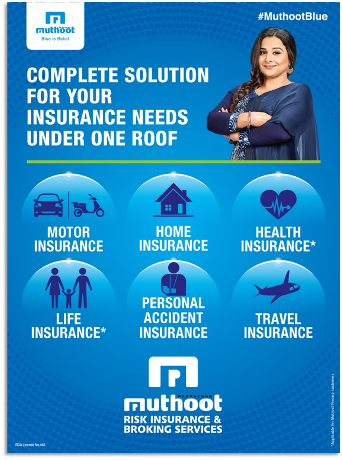 muthoot
Blue is Belief
#MuthootBlue
COMPLETE SOLUTION
FOR YOUR
INSURANCE NEEDS
UNDER ONE ROOF
MOTOR
INSURANCE
HOME
INSURANCE
HEALTH
INSURANCE*
LIFE
INSURANCE*
PERSONAL
ACCIDENT
INSURANCE
TRAVEL
INSURANCE
muthoot
RISK INSURANCE &
BROKING SERVICES